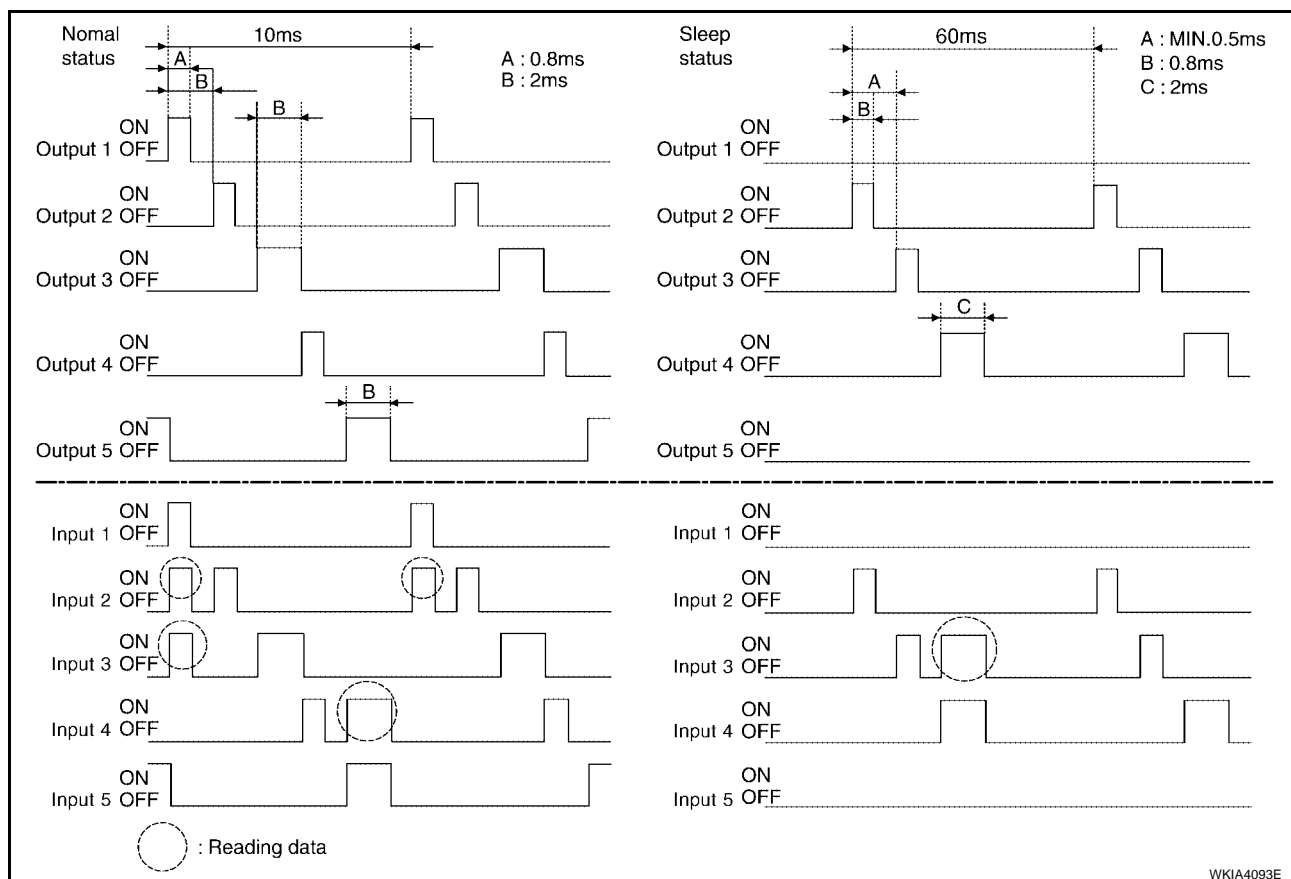 Nomal
status
10ms
A
B
B
A : 0.8ms
B : 2ms
ON
Output 1 OFF
ON
Output 2 OFF
ON
Output 3 OFF
ON
Output 4 OFF
B
ON
Output 5 OFF
Sleep
status
60ms
A
B
A : MIN.0.5ms
B : 0.8ms
C : 2ms
ON
Output 1 OFF
ON
Output 2 OFF
ON
Output 3 OFF
C
ON
Output 4 OFF
ON
Output 5 OFF
ON
Input 1 OFF
ON
Input 2 OFF
ON
Input 3 OFF
ON
Input 4 OFF
ON
Input 5 OFF
ON
Input 1 OFF
ON
Input 2 OFF
ON
Input 3 OFF
ON
Input 4 OFF
ON
Input 5 OFF
: Reading data
WKIA4093E